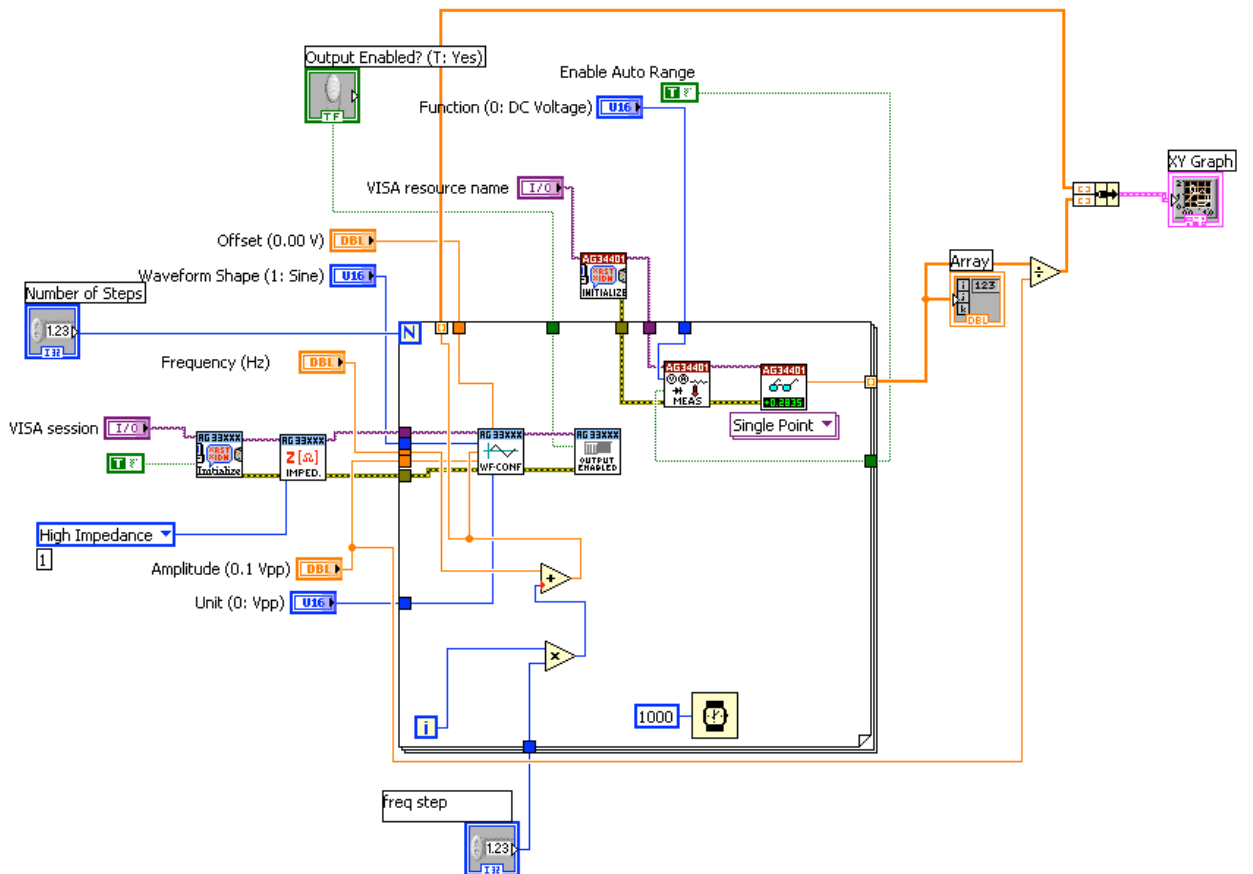 Output Enabled? (T: Yes)
TF
Enable Auto Range
T F
Function (0: DC Voltage)
U16
XY Graph
VISA resource name
I/O
Offset (0.00 V)
DBL
AG34401
INITIALIZE
Array
123
i
j
k
DBL
Waveform Shape (1: Sine)
U16
Number of Steps
1.23
I32
N
Frequency (Hz)
DBL
AG34401
MEAS
AG34401
+0.2835
Single Point
VISA session
I/O
AG33XXX
Initialize
AG33XXX
Z[Ω]
IMPED.
AG33XXX
WF-CONF
AG33XXX
OUTPUT
ENABLED
T F
High Impedance
1
Amplitude (0.1 Vpp)
DBL
Unit (0: Vpp)
U16
+
÷
x
i
1000
freq step
1.23
I32